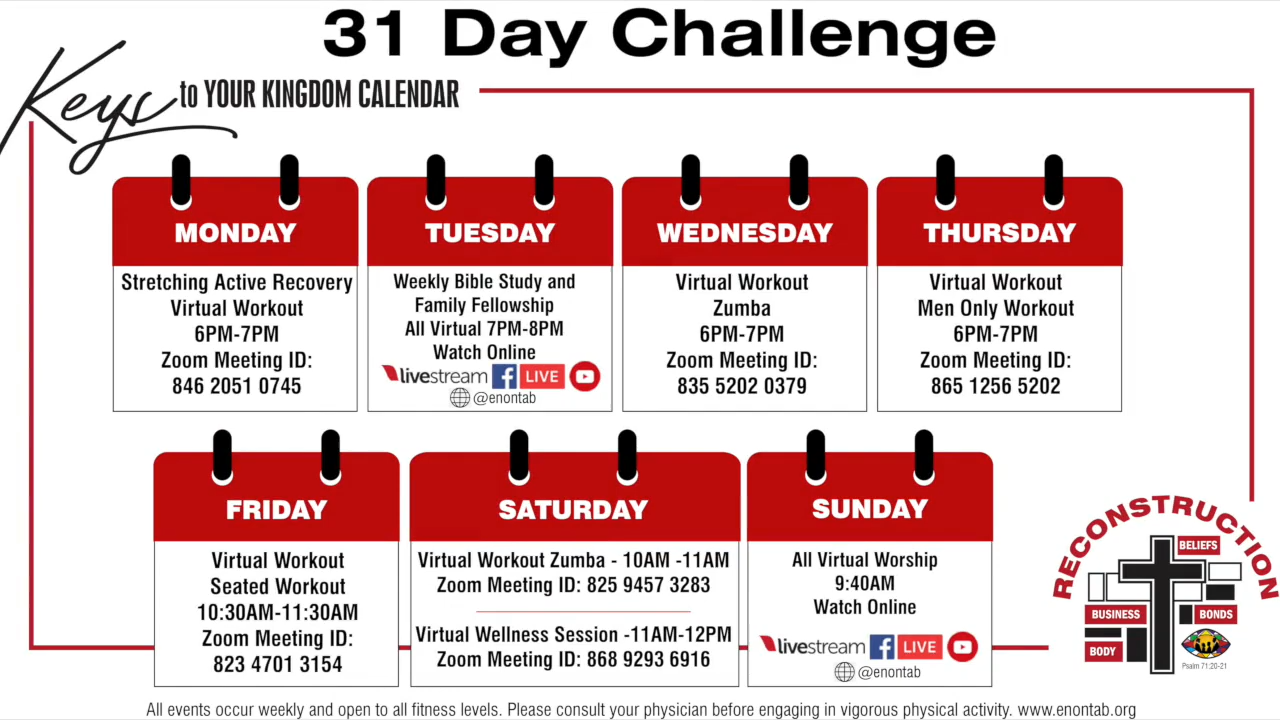 31 Day Challenge
Keys to YOUR KINGDOM CALENDAR
MONDAY
Stretching Active Recovery
Virtual Workout
6PM-7PM
Zoom Meeting ID:
846 2051 0745
TUESDAY
Weekly Bible Study and
Family Fellowship
All Virtual 7PM-8PM
Watch Online
livestream f LIVE
@enontab
WEDNESDAY
Virtual Workout
Zumba
6PM-7PM
Zoom Meeting ID:
835 5202 0379
THURSDAY
Virtual Workout
Men Only Workout
6PM-7PM
Zoom Meeting ID:
865 1256 5202
FRIDAY
Virtual Workout
Seated Workout
10:30AM-11:30AM
Zoom Meeting ID:
823 4701 3154
SATURDAY
Virtual Workout Zumba - 10AM -11AM
Zoom Meeting ID: 825 9457 3283
Virtual Wellness Session -11AM-12PM
Zoom Meeting ID: 868 9293 6916
SUNDAY
All Virtual Worship
9:40AM
Watch Online
livestream f LIVE
@enontab
RECONSTRUCTION
BELIEFS
BUSINESS
BONDS
BODY
Psalm 71:20-21
All events occur weekly and open to all fitness levels. Please consult your physician before engaging in vigorous physical activity. www.enontab.org